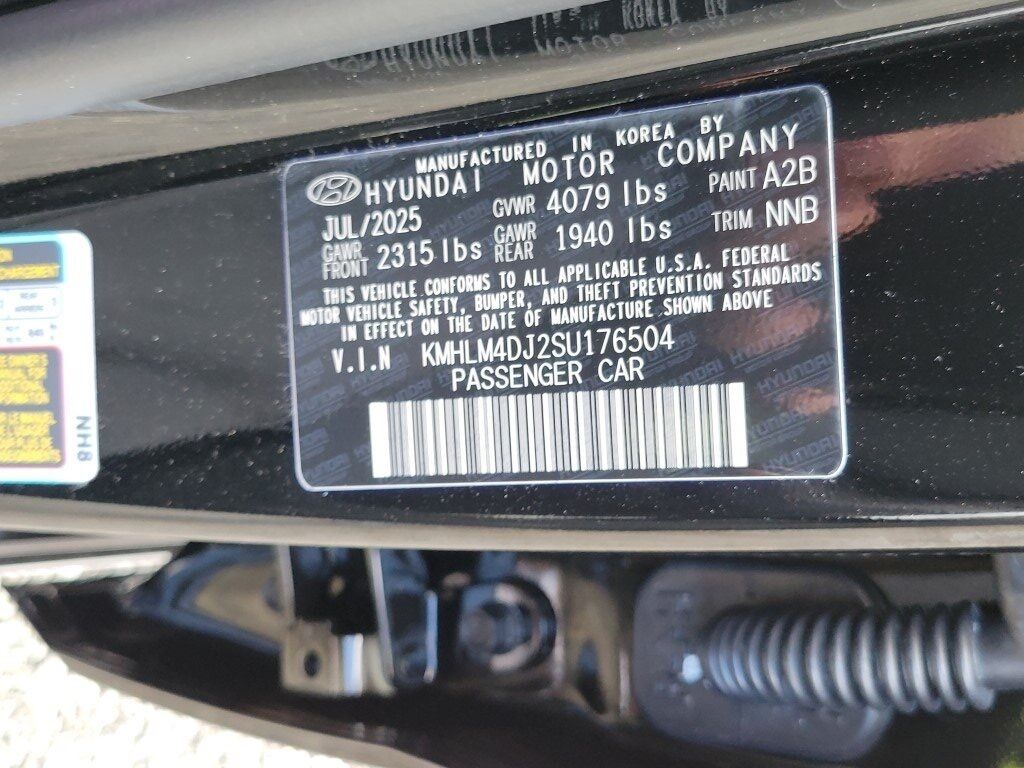 MANUFACTURED IN KOREA BY
HYUNDAI MOTOR COMPANY
JUL/2025 GVWR 4079 lbs PAINT A2B
GAWR FRONT 2315 lbs GAWR REAR 1940 lbs TRIM NNB
THIS VEHICLE CONFORMS TO ALL APPLICABLE U.S.A. FEDERAL
MOTOR VEHICLE SAFETY, BUMPER, AND THEFT PREVENTION STANDARDS
IN EFFECT ON THE DATE OF MANUFACTURE SHOWN ABOVE
V.I.N KMHLM4DJ2SU176504
PASSENGER CAR
NH8